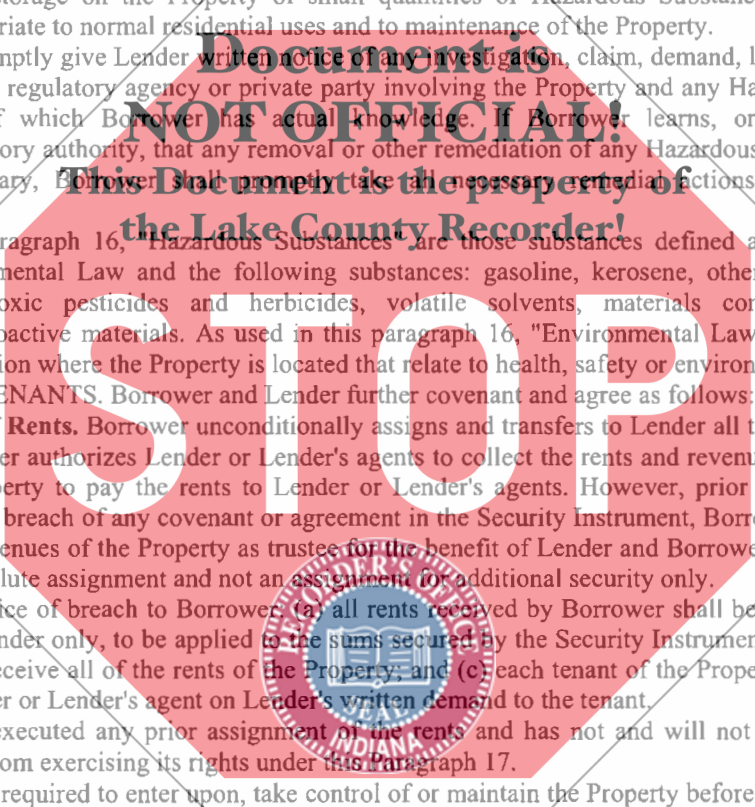 storage on the Property of small quantities of Hazardous Substanc
riate to normal residential uses and to maintenance of the Property.
mptly give Lender written notice of any investigation, claim, demand, l
regulatory agency or private party involving the Property and any Ha
f which Borrower has actual knowledge. If Borrower learns, or
ory authority, that any removal or other remediation of any Hazardous
ary, Borrower shall promptly take all necessary remedial actions
ragraph 16, "Hazardous Substances" are those substances defined a
mental Law and the following substances: gasoline, kerosene, other
oxic pesticides and herbicides, volatile solvents, materials con
oactive materials. As used in this paragraph 16, "Environmental Law
ion where the Property is located that relate to health, safety or environ
ENANTS. Borrower and Lender further covenant and agree as follows:
f Rents. Borrower unconditionally assigns and transfers to Lender all t
er authorizes Lender or Lender's agents to collect the rents and revenu
perty to pay the rents to Lender or Lender's agents. However, prior
breach of any covenant or agreement in the Security Instrument, Borr
enues of the Property as trustee for the benefit of Lender and Borrowe
lute assignment and not an assignment for additional security only.
ice of breach to Borrower: (a) all rents received by Borrower shall be
nder only, to be applied to the sums secured by the Security Instrumen
eceive all of the rents of the Property; and (c) each tenant of the Prope
er or Lender's agent on Lender's written demand to the tenant.
executed any prior assignment of the rents and has not and will not
om exercising its rights under this Paragraph 17.
required to enter upon, take control of or maintain the Property before
Document is
NOT OFFICIAL!
This Document is the property of
the Lake County Recorder!
STOP
RECORDER'S OFFICE
SEAL
INDIANA